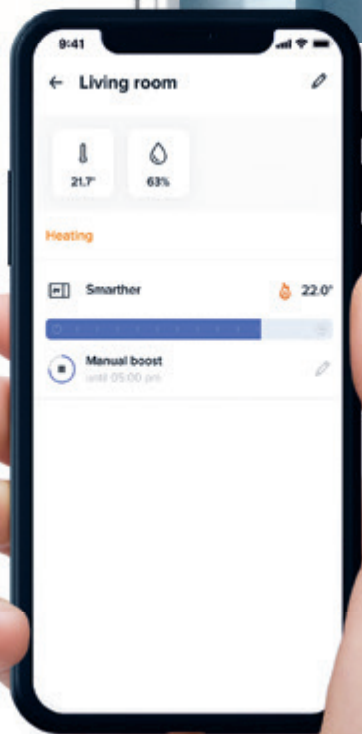 9:41
Living room
21.7° 63%
Heating
Smarther 22.0°
Manual boost
until 05:00 pm